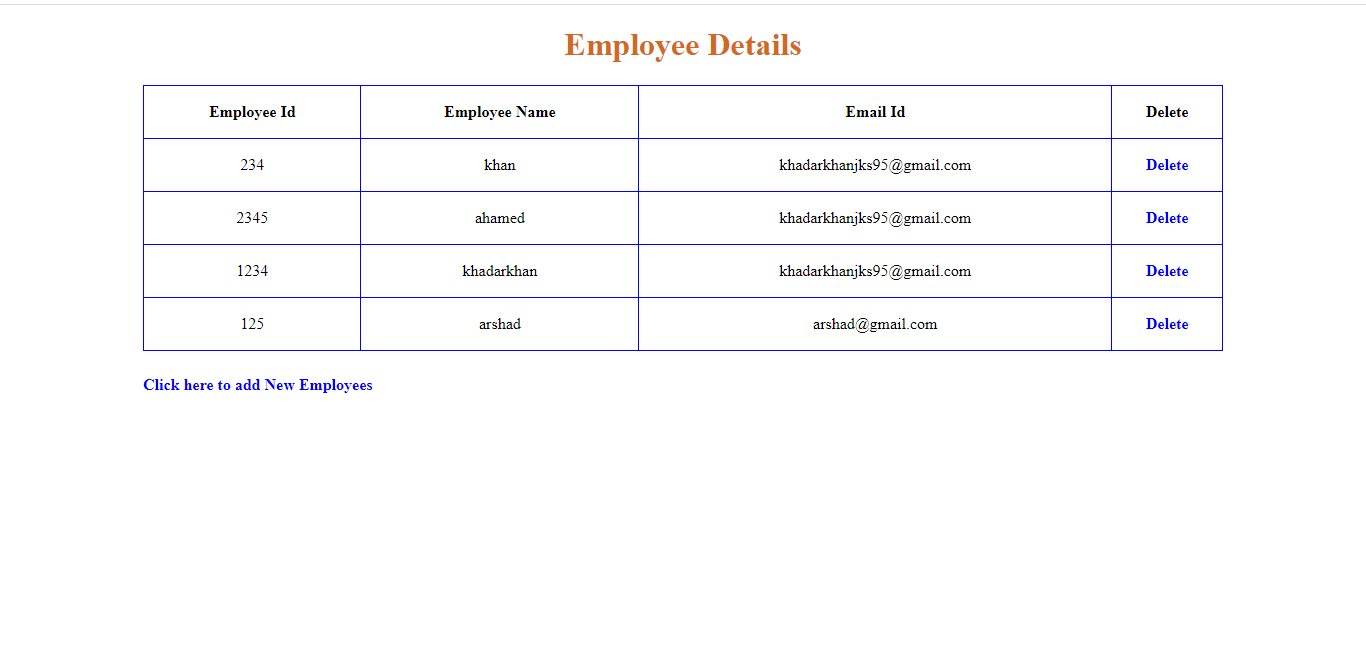 Employee Details
Employee Id Employee Name Email Id Delete
234 khan khadarkhanjks95@gmail.com Delete
2345 ahamed khadarkhanjks95@gmail.com Delete
1234 khadarkhan khadarkhanjks95@gmail.com Delete
125 arshad arshad@gmail.com Delete
Click here to add New Employees